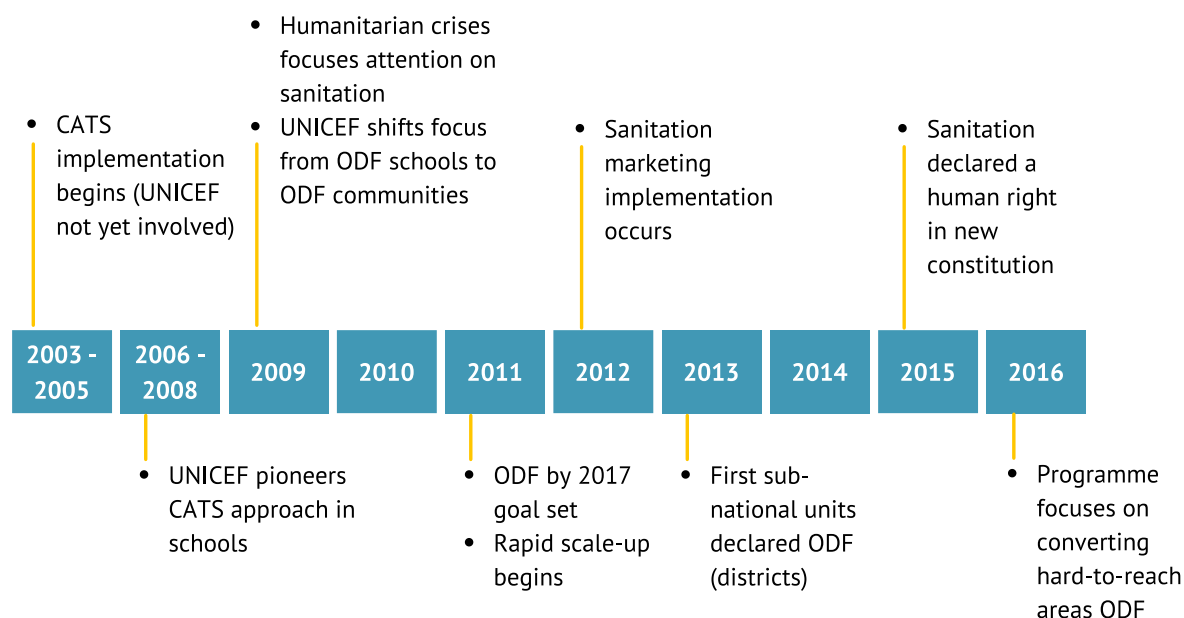 • Humanitarian crises
focuses attention on
sanitation
• UNICEF shifts focus
from ODF schools to
ODF communities
• CATS
implementation
begins (UNICEF
not yet involved)
• Sanitation
marketing
implementation
occurs
• Sanitation
declared a
human right
in new
constitution
2003 -
2005
2006 -
2008
2009
2010
2011
2012
2013
2014
2015
2016
• UNICEF pioneers
CATS approach in
schools
• ODF by 2017
goal set
• Rapid scale-up
begins
• First sub-
national units
declared ODF
(districts)
• Programme
focuses on
converting
hard-to-reach
areas ODF